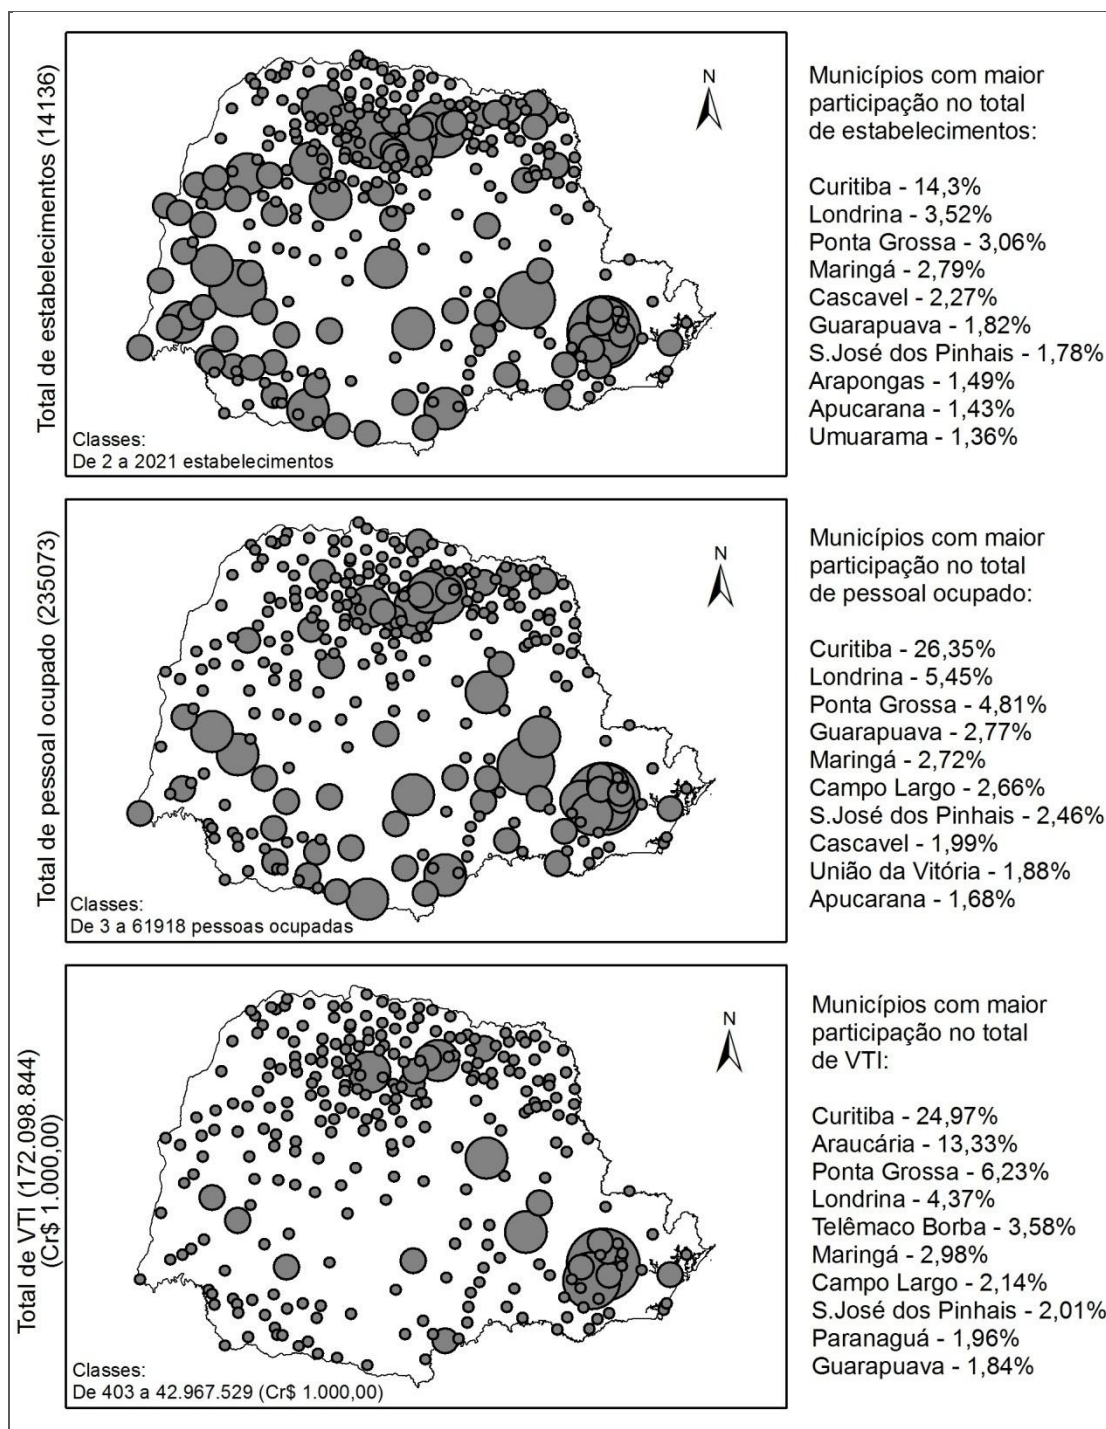 Total de estabelecimentos (14136)
N
Classes:
De 2 a 2021 estabelecimentos
Municípios com maior
participação no total
de estabelecimentos:
Curitiba - 14,3%
Londrina - 3,52%
Ponta Grossa - 3,06%
Maringá - 2,79%
Cascavel - 2,27%
Guarapuava - 1,82%
S.José dos Pinhais - 1,78%
Arapongas - 1,49%
Apucarana - 1,43%
Umuarama - 1,36%
Total de pessoal ocupado (235073)
N
Classes:
De 3 a 61918 pessoas ocupadas
Municípios com maior
participação no total
de pessoal ocupado:
Curitiba - 26,35%
Londrina - 5,45%
Ponta Grossa - 4,81%
Guarapuava - 2,77%
Maringá - 2,72%
Campo Largo - 2,66%
S.José dos Pinhais - 2,46%
Cascavel - 1,99%
União da Vitória - 1,88%
Apucarana - 1,68%
Total de VTI (172.098.844)
(Cr$ 1.000,00)
N
Classes:
De 403 a 42.967.529 (Cr$ 1.000,00)
Municípios com maior
participação no total
de VTI:
Curitiba - 24,97%
Araucária - 13,33%
Ponta Grossa - 6,23%
Londrina - 4,37%
Telêmaco Borba - 3,58%
Maringá - 2,98%
Campo Largo - 2,14%
S.José dos Pinhais - 2,01%
Paranaguá - 1,96%
Guarapuava - 1,84%